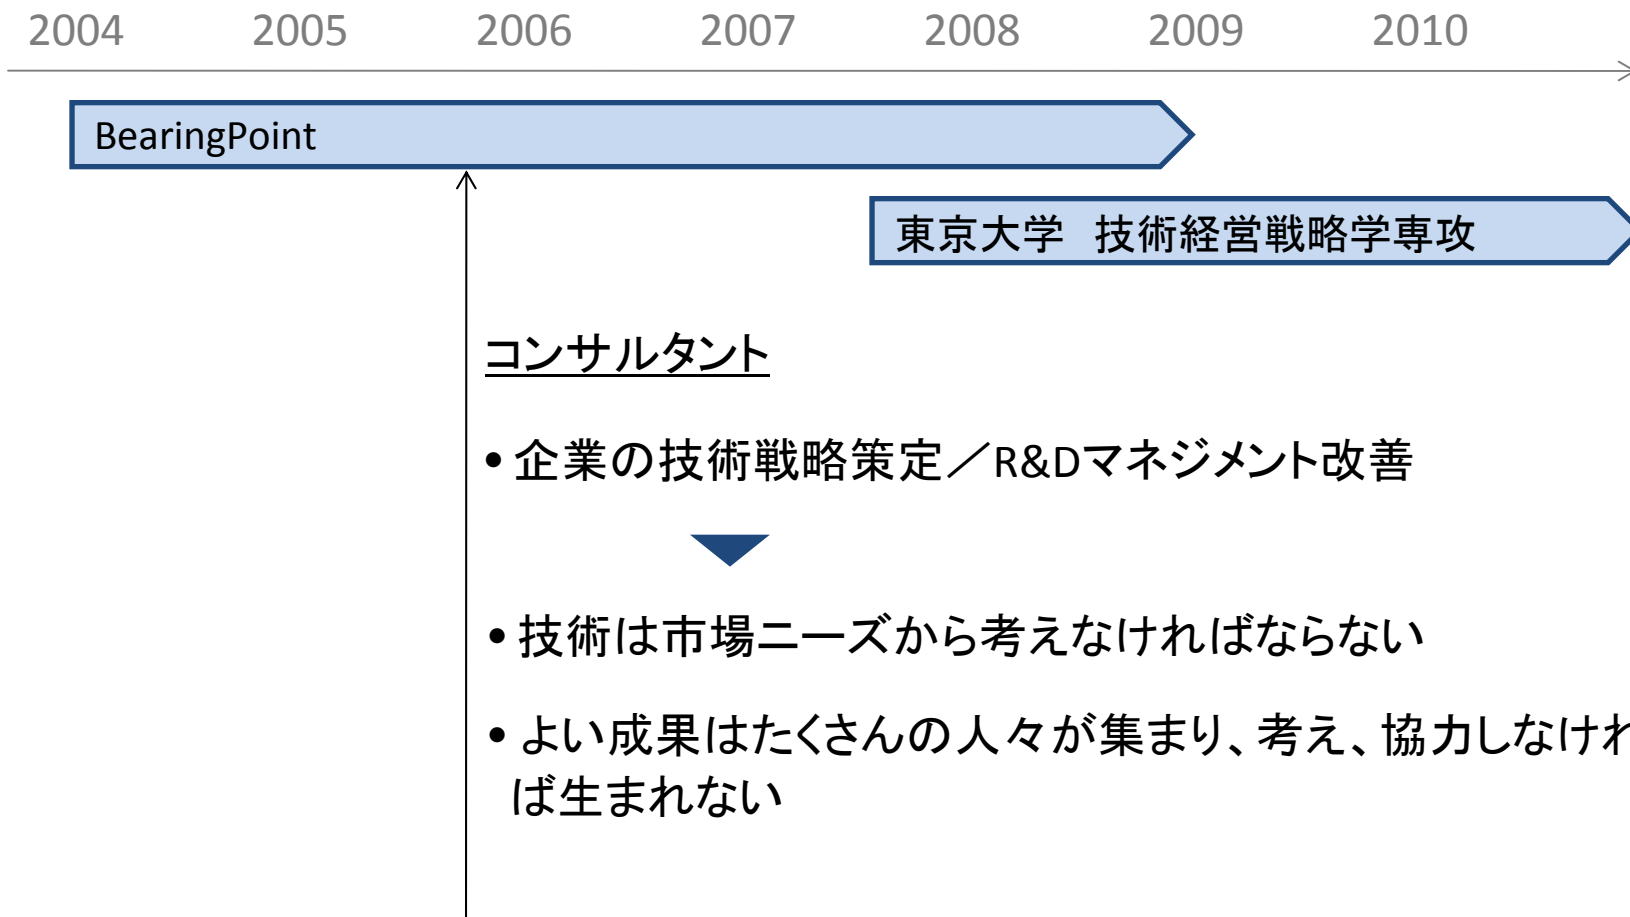 2004 2005 2006 2007 2008 2009 2010
BearingPoint
東京大学　技術経営戦略学専攻
コンサルタント
• 企業の技術戦略策定／R&Dマネジメント改善
• 技術は市場ニーズから考えなければならない
• よい成果はたくさんの人々が集まり、考え、協力しなけれ
ば生まれない